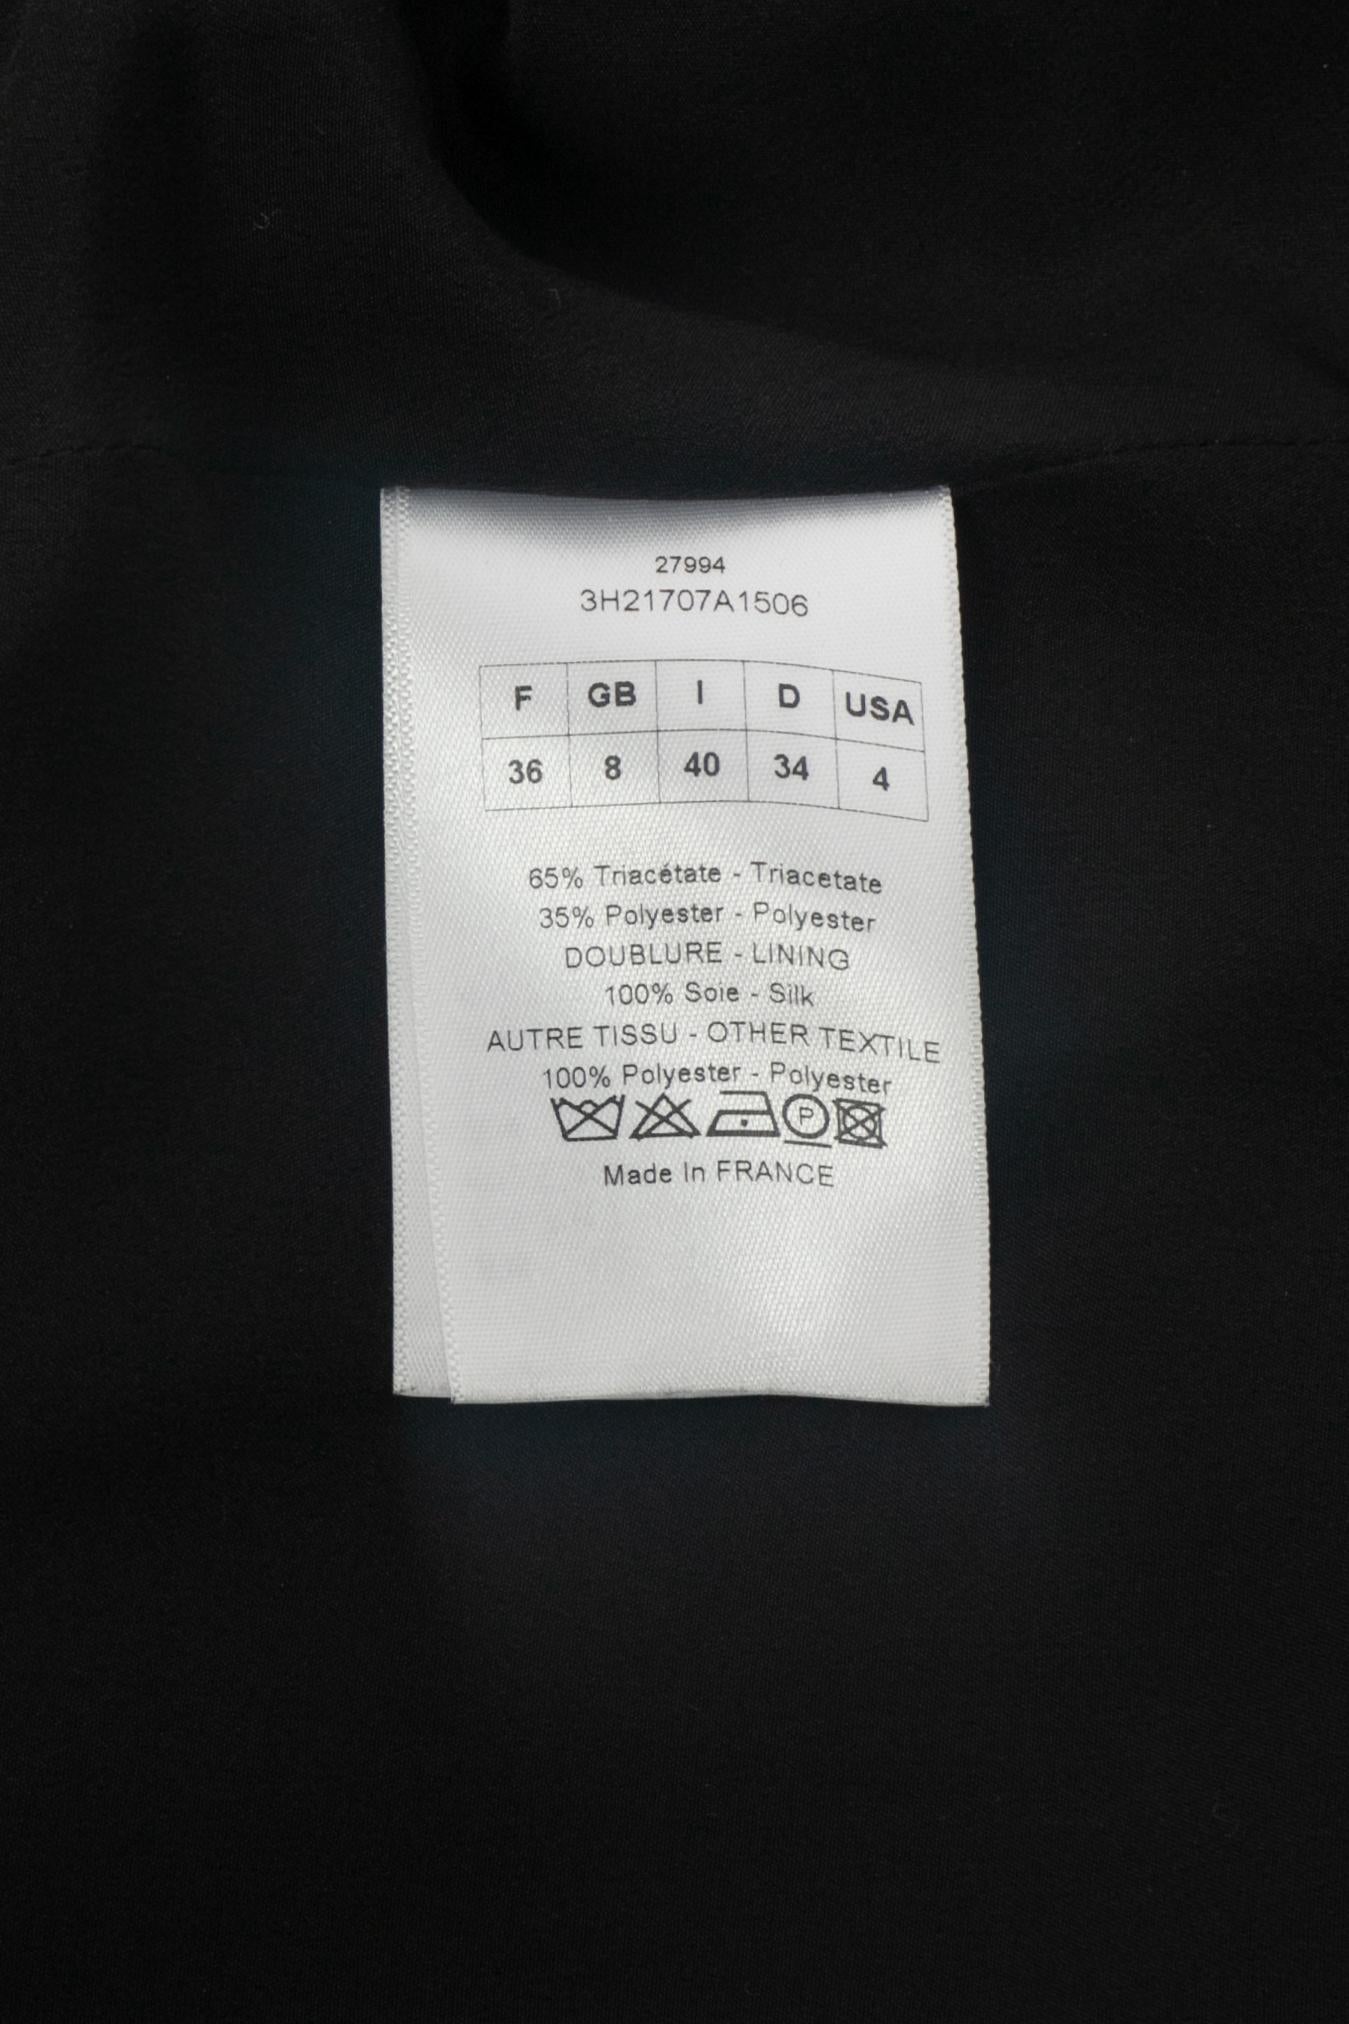 27994
3H21707A1506
F GB I D USA
36 8 40 34 4
65% Triacétate - Triacetate
35% Polyester - Polyester
DOUBLURE - LINING
100% Soie - Silk
AUTRE TISSU - OTHER TEXTILE
100% Polyester - Polyester
P
Made In FRANCE